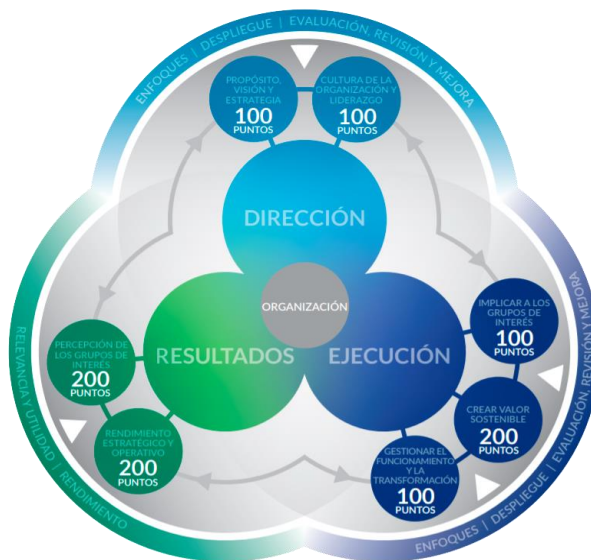 ENFOQUES | DESPLIEGUE | EVALUACIÓN, REVISIÓN Y MEJORA
PROPÓSITO,
VISIÓN Y
ESTRATEGIA
100
PUNTOS
CULTURA DE LA
ORGANIZACIÓN Y
LIDERAZGO
100
PUNTOS
DIRECCIÓN
ORGANIZACIÓN
RESULTADOS
EJECUCIÓN
IMPLICAR A LOS
GRUPOS DE
INTERÉS
100
PUNTOS
CREAR VALOR
SOSTENIBLE
200
PUNTOS
GESTIONAR EL
FUNCIONAMIENTO
Y LA
TRANSFORMACIÓN
100
PUNTOS
PERCEPCIÓN DE
LOS GRUPOS DE
INTERÉS
200
PUNTOS
RENDIMIENTO
ESTRATÉGICO Y
OPERATIVO
200
PUNTOS
RELEVANCIA Y UTILIDAD | RENDIMIENTO
ENFOQUES | DESPLIEGUE | EVALUACIÓN, REVISIÓN Y MEJORA